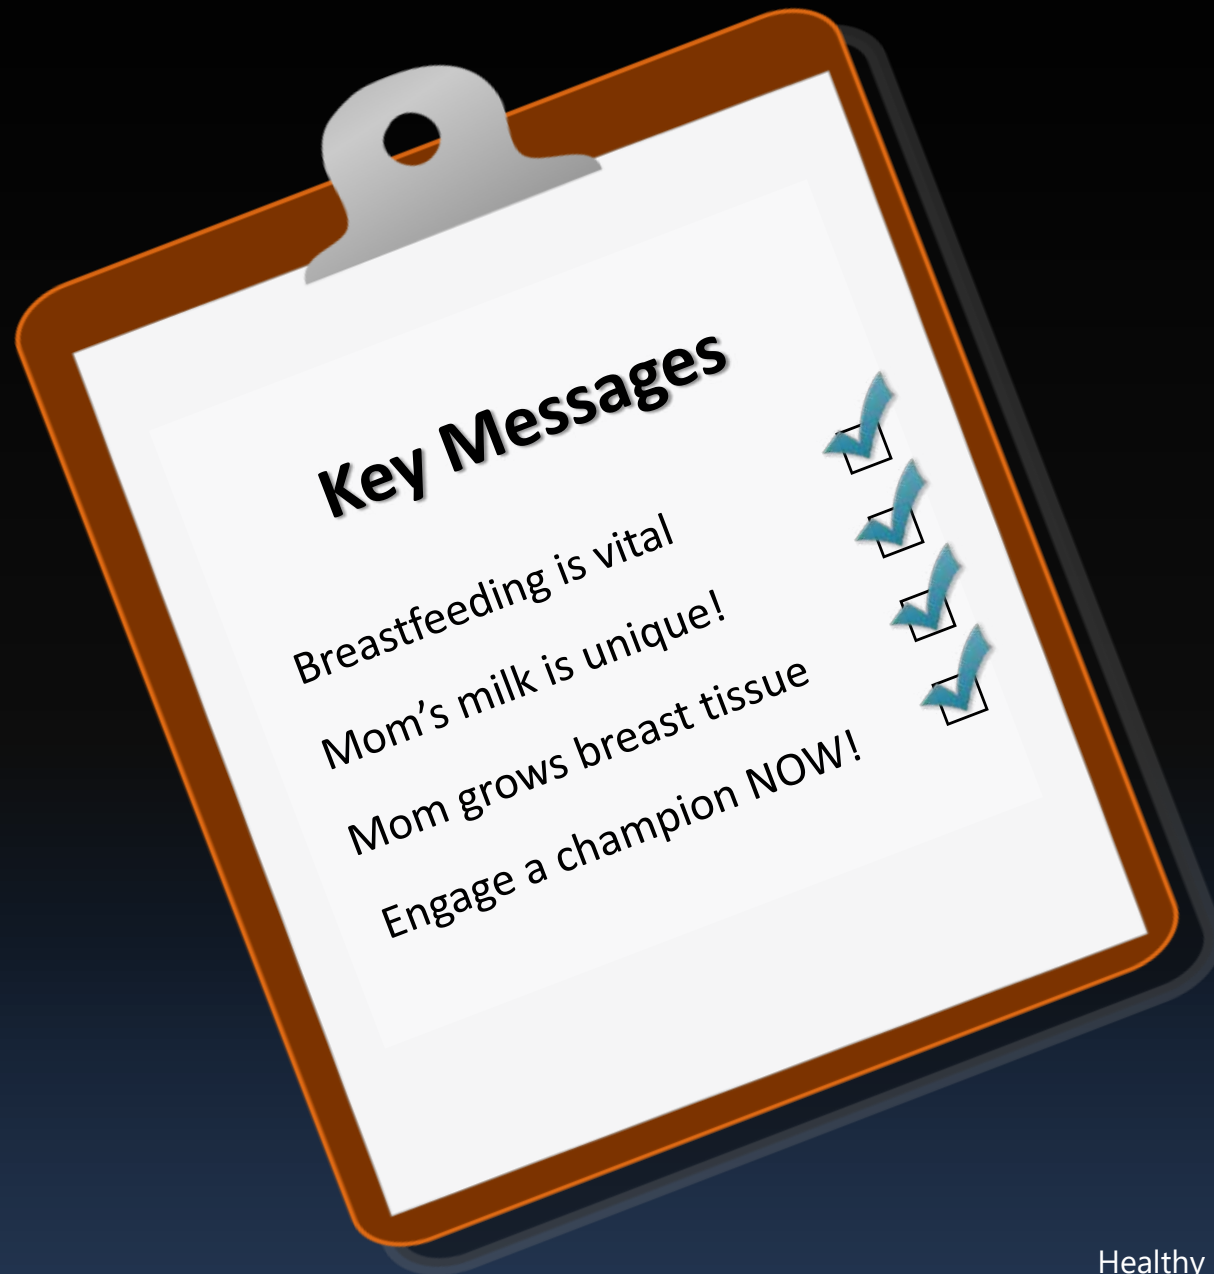 Key Messages
Breastfeeding is vital
Mom’s milk is unique!
Mom grows breast tissue
Engage a champion NOW!
Healthy